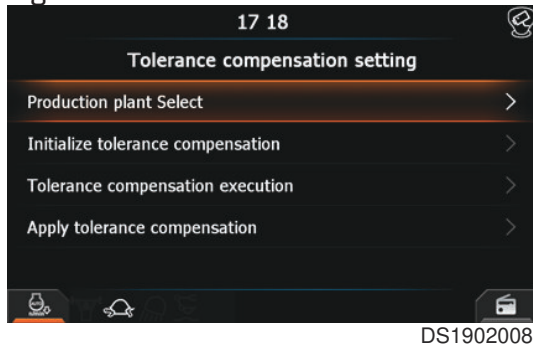 17 18
Tolerance compensation setting
Production plant Select
Initialize tolerance compensation
Tolerance compensation execution
Apply tolerance compensation
DS1902008